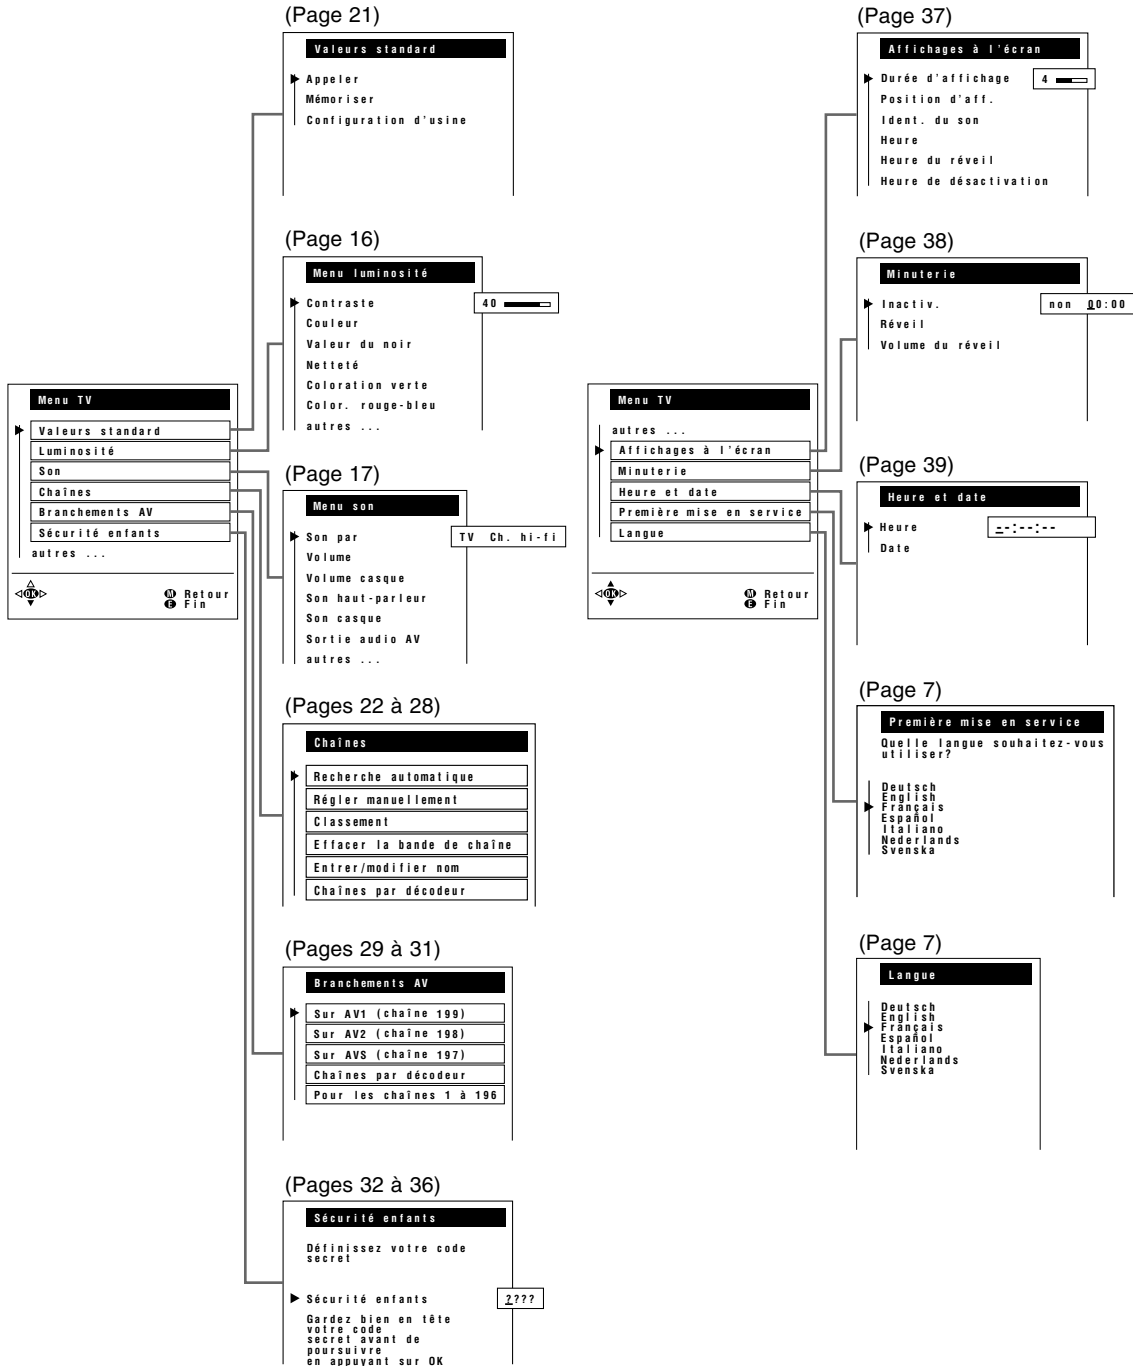 (Page 21)
Valeurs standard
Appeler
Mémoriser
Configuration d'usine
(Page 16)
Menu luminosité
Contraste
40
Couleur
Valeur du noir
Netteté
Coloration verte
Color. rouge-bleu
autres ...
Menu TV
Valeurs standard
Luminosité
Son
Chaînes
Branchements AV
Sécurité enfants
autres ...
OK
M Retour
E Fin
(Page 17)
Menu son
Son par
TV Ch. hi-fi
Volume
Volume casque
Son haut-parleur
Son casque
Sortie audio AV
autres ...
(Pages 22 à 28)
Chaînes
Recherche automatique
Régler manuellement
Classement
Effacer la bande de chaîne
Entrer/modifier nom
Chaînes par décodeur
(Pages 29 à 31)
Branchements AV
Sur AV1 (chaîne 199)
Sur AV2 (chaîne 198)
Sur AVS (chaîne 197)
Chaînes par décodeur
Pour les chaînes 1 à 196
(Pages 32 à 36)
Sécurité enfants
Définissez votre code
secret
Sécurité enfants
????
Gardez bien en tête
votre code
secret avant de
poursuivre
en appuyant sur OK
(Page 37)
Affichages à l'écran
Durée d'affichage
4
Position d'aff.
Ident. du son
Heure
Heure du réveil
Heure de désactivation
(Page 38)
Minuterie
Inactiv.
non 00:00
Réveil
Volume du réveil
Menu TV
autres ...
Affichages à l'écran
Minuterie
Heure et date
Première mise en service
Langue
OK
M Retour
E Fin
(Page 39)
Heure et date
Heure
--:--:--
Date
(Page 7)
Première mise en service
Quelle langue souhaitez-vous
utiliser?
Deutsch
English
Français
Español
Italiano
Nederlands
Svenska
(Page 7)
Langue
Deutsch
English
Français
Español
Italiano
Nederlands
Svenska